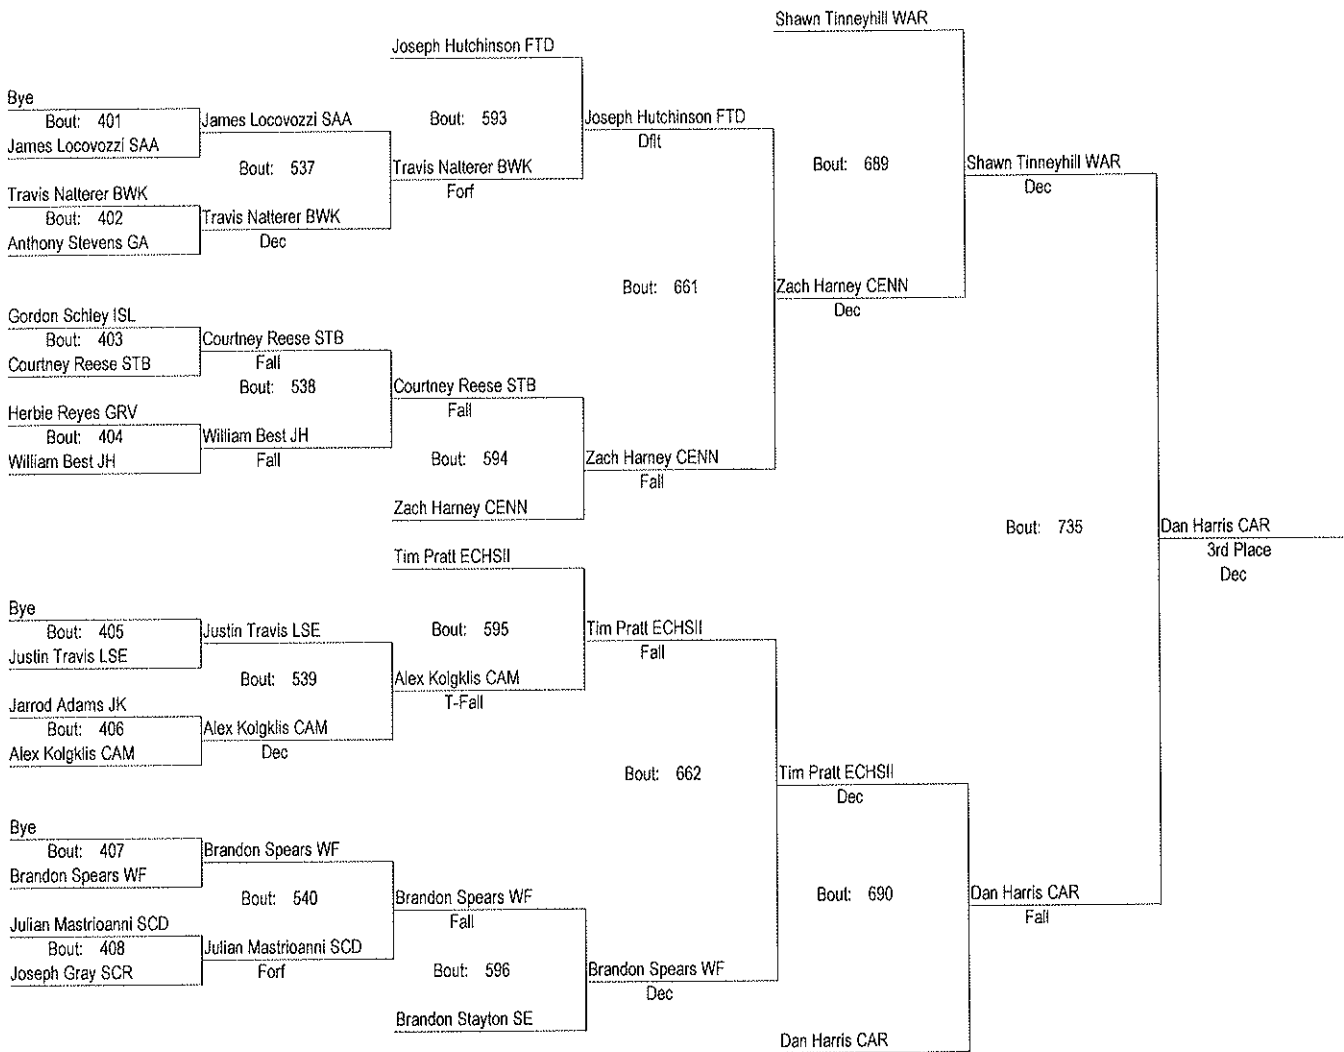 Shawn Tinneyhill WAR
Joseph Hutchinson FTD
Bye
Bout: 401
James Locovozzi SAA
James Locovozzi SAA
Bout: 593
Joseph Hutchinson FTD
Dflt
Bout: 537
Travis Natterer BWK
Forf
Bout: 689
Shawn Tinneyhill WAR
Dec
Travis Natterer BWK
Bout: 402
Anthony Stevens GA
Travis Natterer BWK
Dec
Bout: 661
Zach Harney CENN
Dec
Gordon Schley ISL
Bout: 403
Courtney Reese STB
Courtney Reese STB
Fall
Bout: 538
Courtney Reese STB
Fall
Herbie Reyes GRV
Bout: 404
William Best JH
William Best JH
Fall
Bout: 594
Zach Harney CENN
Fall
Zach Harney CENN
Bout: 735
Dan Harris CAR
3rd Place
Dec
Tim Pratt ECHSII
Bye
Bout: 405
Justin Travis LSE
Justin Travis LSE
Bout: 595
Tim Pratt ECHSII
Fall
Bout: 539
Alex Kolgklis CAM
T-Fall
Jarrod Adams JK
Bout: 406
Alex Kolgklis CAM
Alex Kolgklis CAM
Dec
Bout: 662
Tim Pratt ECHSII
Dec
Bye
Bout: 407
Brandon Spears WF
Brandon Spears WF
Bout: 540
Brandon Spears WF
Fall
Bout: 690
Dan Harris CAR
Fall
Julian Mastrioanni SCD
Bout: 408
Joseph Gray SCR
Julian Mastrioanni SCD
Forf
Bout: 596
Brandon Spears WF
Dec
Brandon Stayton SE
Dan Harris CAR